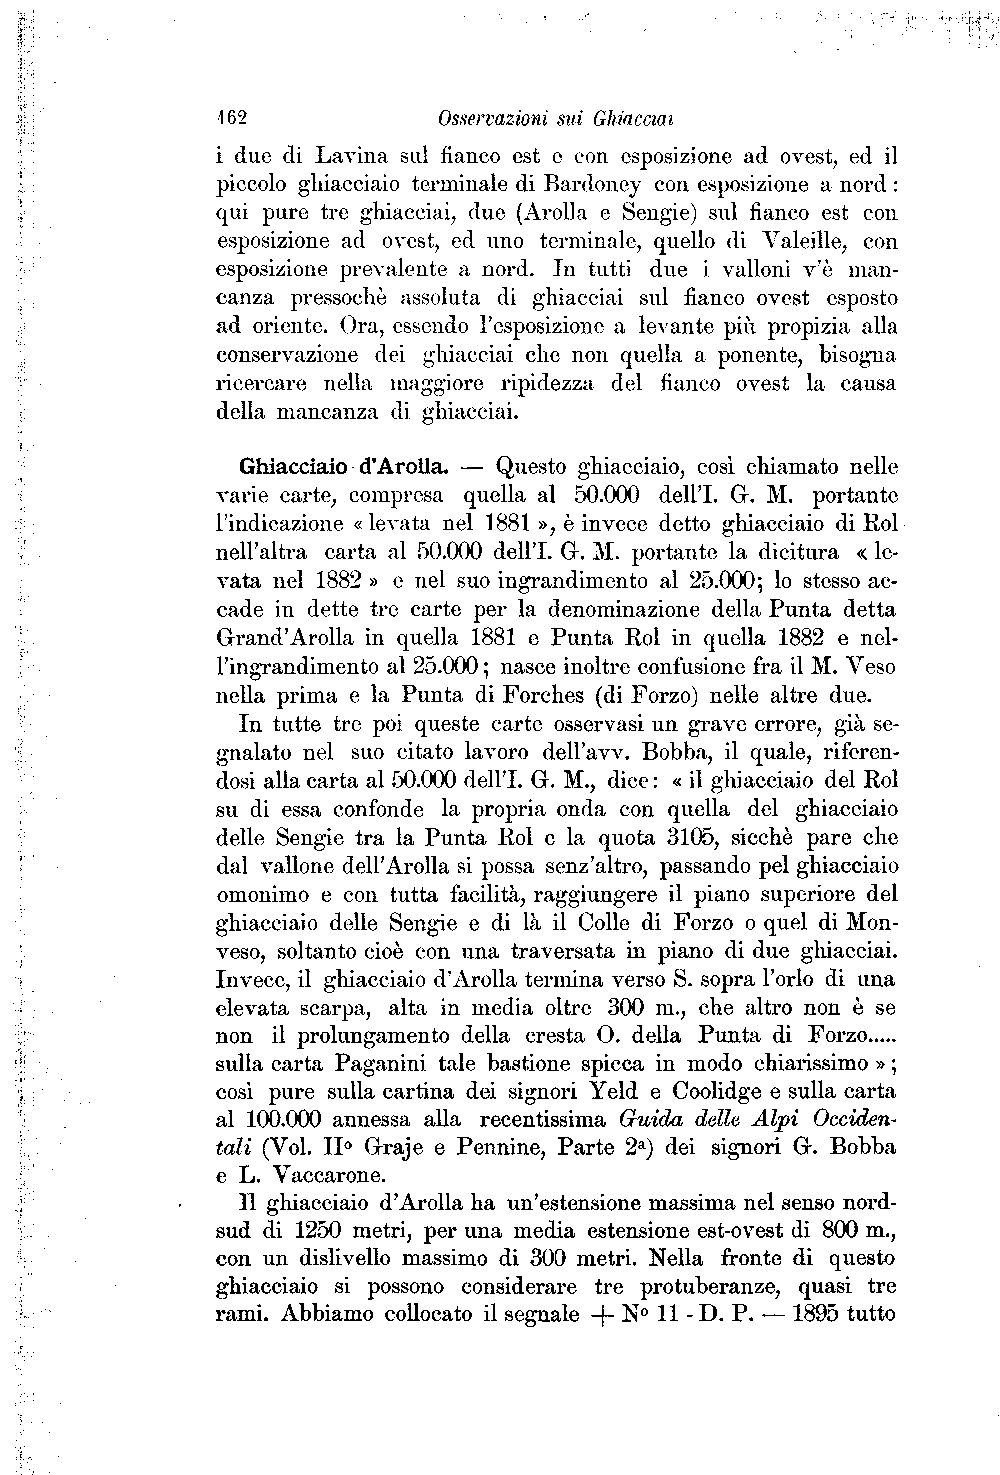 162 Osservazioni sui Ghiacciai
i due di Lavina sul fianco est e con esposizione ad ovest, ed il
piccolo ghiacciaio terminale di Bardoney con esposizione a nord:
qui pure tre ghiacciai, due (Arolla e Sengie) sul fianco est con
esposizione ad ovest, ed uno terminale, quello di Valeille, con
esposizione prevalente a nord. In tutti due i valloni v'è man-
canza pressochè assoluta di ghiacciai sul fianco ovest esposto
ad oriente. Ora, essendo l'esposizione a levante più propizia alla
conservazione dei ghiacciai che non quella a ponente, bisogna
ricercare nella maggiore ripidezza del fianco ovest la causa
della mancanza di ghiacciai.
Ghiacciaio d'Arolla. — Questo ghiacciaio, così chiamato nelle
varie carte, compresa quella al 50.000 dell'I. G. M. portante
l'indicazione « levata nel 1881 », è invece detto ghiacciaio di Rol
nell'altra carta al 50.000 dell'I. G. M. portante la dicitura « le-
vata nel 1882 » e nel suo ingrandimento al 25.000; lo stesso ac-
cade in dette tre carte per la denominazione della Punta detta
Grand'Arolla in quella 1881 e Punta Rol in quella 1882 e nel-
l'ingrandimento al 25.000; nasce inoltre confusione fra il M. Veso
nella prima e la Punta di Forches (di Forzo) nelle altre due.
In tutte tre poi queste carte osservasi un grave errore, già se-
gnalato nel suo citato lavoro dell'avv. Bobba, il quale, riferen-
dosi alla carta al 50.000 dell'I. G. M., dice: « il ghiacciaio del Rol
su di essa confonde la propria onda con quella del ghiacciaio
delle Sengie tra la Punta Rol e la quota 3105, sicchè pare che
dal vallone dell'Arolla si possa senz'altro, passando pel ghiacciaio
omonimo e con tutta facilità, raggiungere il piano superiore del
ghiacciaio delle Sengie e di là il Colle di Forzo o quel di Mon-
veso, soltanto cioè con una traversata in piano di due ghiacciai.
Invece, il ghiacciaio d'Arolla termina verso S. sopra l'orlo di una
elevata scarpa, alta in media oltre 300 m., che altro non è se
non il prolungamento della cresta O. della Punta di Forzo.....
sulla carta Paganini tale bastione spicca in modo chiarissimo »;
così pure sulla cartina dei signori Yeld e Coolidge e sulla carta
al 100.000 annessa alla recentissima Guida delle Alpi Occiden-
tali (Vol. IIº Graje e Pennine, Parte 2ª) dei signori G. Bobba
e L. Vaccarone.
Il ghiacciaio d'Arolla ha un'estensione massima nel senso nord-
sud di 1250 metri, per una media estensione est-ovest di 800 m.,
con un dislivello massimo di 300 metri. Nella fronte di questo
ghiacciaio si possono considerare tre protuberanze, quasi tre
rami. Abbiamo collocato il segnale + Nº 11 - D. P. — 1895 tutto